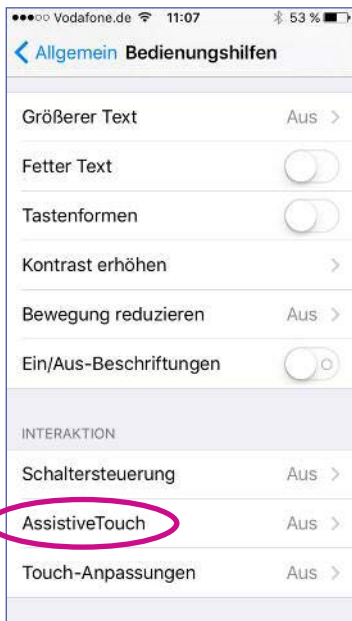 Vodafone.de 11:07 53 %
Allgemein Bedienungshilfen
Größerer Text Aus
Fetter Text
Tastenformen
Kontrast erhöhen
Bewegung reduzieren Aus
Ein/Aus-Beschriftungen
INTERAKTION
Schaltersteuerung Aus
AssistiveTouch Aus
Touch-Anpassungen Aus